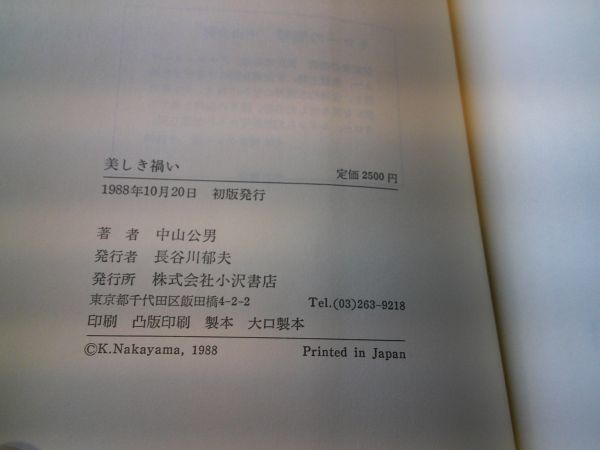 美しき禍い
定価 2500 円
1988年10月20日　初版発行
著　者　中山公男
発行者　長谷川郁夫
発行所　株式会社小沢書店
東京都千代田区飯田橋4-2-2　Tel.(03)263-9218
印刷　凸版印刷　製本　大口製本
©K.Nakayama, 1988　Printed in Japan